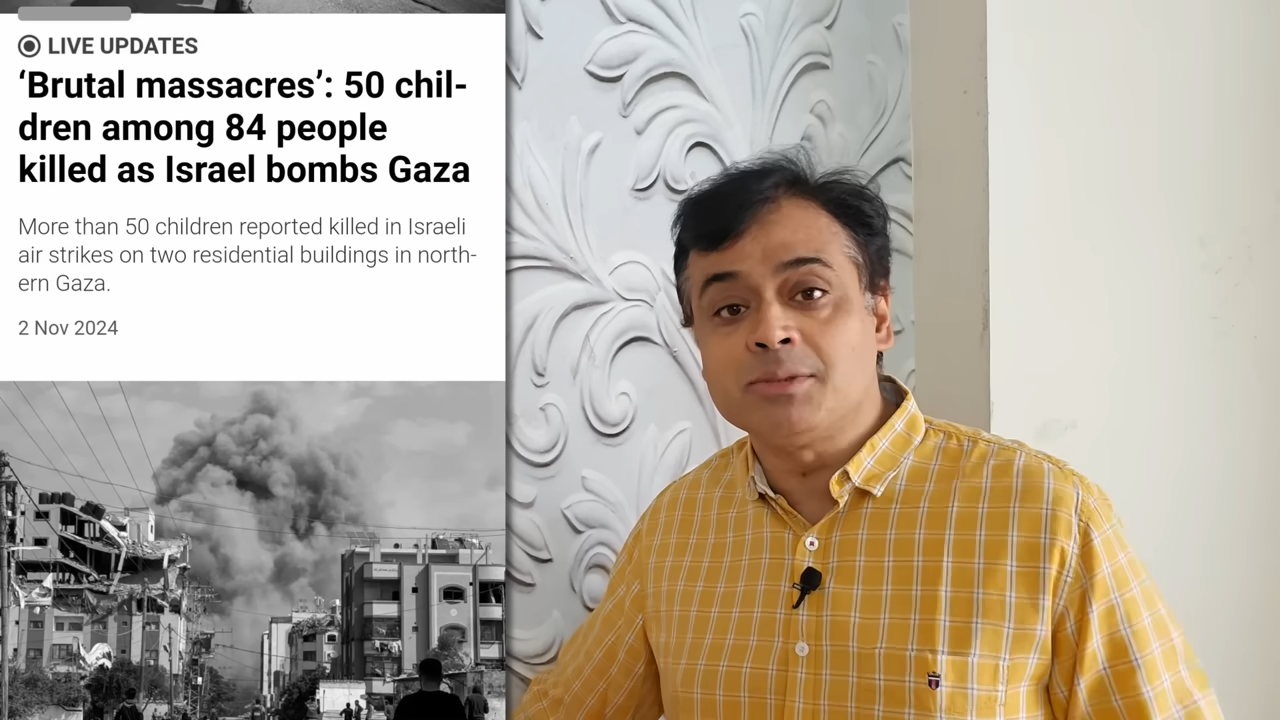 LIVE UPDATES
‘Brutal massacres’: 50 chil-
dren among 84 people
killed as Israel bombs Gaza
More than 50 children reported killed in Israeli
air strikes on two residential buildings in north-
ern Gaza.
2 Nov 2024